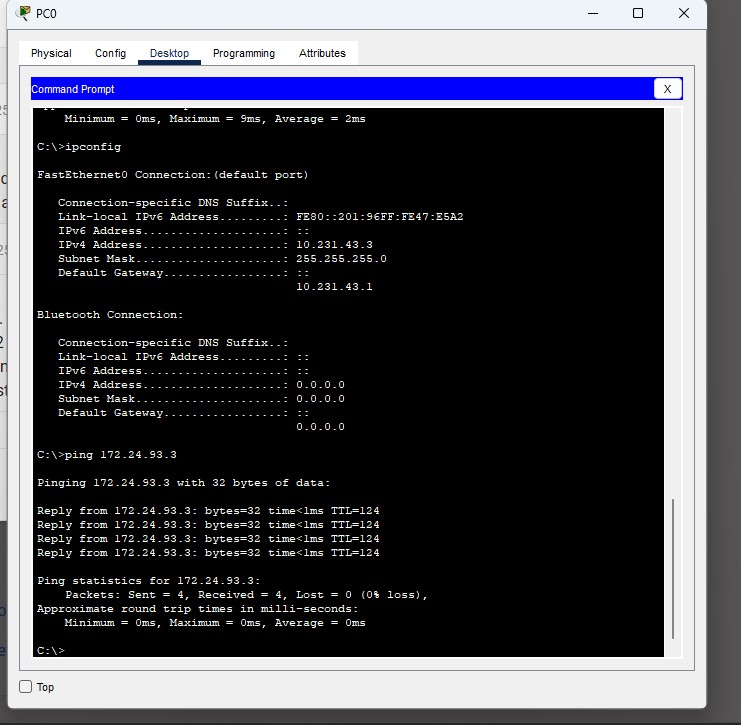 PC0
Physical Config Desktop Programming Attributes
Command Prompt
X
Minimum = 0ms, Maximum = 9ms, Average = 2ms
C:\>ipconfig
FastEthernet0 Connection:(default port)
Connection-specific DNS Suffix..:
Link-local IPv6 Address.........: FE80::201:96FF:FE47:E5A2
IPv6 Address....................: ::
IPv4 Address....................: 10.231.43.3
Subnet Mask.....................: 255.255.255.0
Default Gateway.................: ::
10.231.43.1
Bluetooth Connection:
Connection-specific DNS Suffix..:
Link-local IPv6 Address.........: ::
IPv6 Address....................: ::
IPv4 Address....................: 0.0.0.0
Subnet Mask.....................: 0.0.0.0
Default Gateway.................: ::
0.0.0.0
C:\>ping 172.24.93.3
Pinging 172.24.93.3 with 32 bytes of data:
Reply from 172.24.93.3: bytes=32 time<1ms TTL=124
Reply from 172.24.93.3: bytes=32 time<1ms TTL=124
Reply from 172.24.93.3: bytes=32 time<1ms TTL=124
Reply from 172.24.93.3: bytes=32 time<1ms TTL=124
Ping statistics for 172.24.93.3:
Packets: Sent = 4, Received = 4, Lost = 0 (0% loss),
Approximate round trip times in milli-seconds:
Minimum = 0ms, Maximum = 0ms, Average = 0ms
C:\>
Top